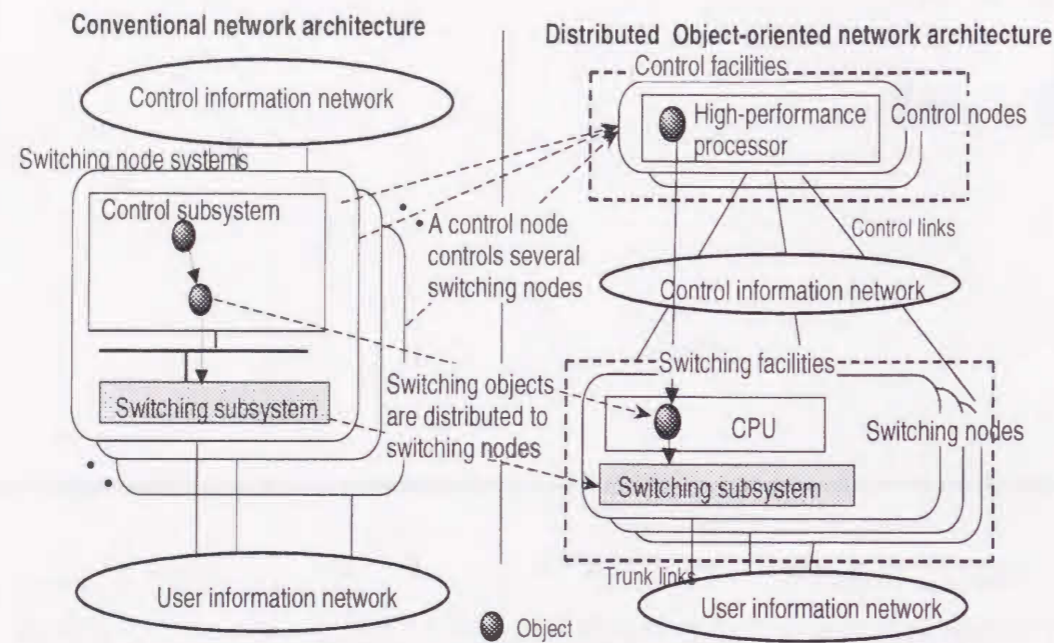 Conventional network architecture
Control information network
Switching node systems
Control subsystem
Switching subsystem
User information network
A control node
controls several
switching nodes
Switching objects
are distributed to
switching nodes
Object
Distributed Object-oriented network architecture
Control facilities
High-performance
processor
Control nodes
Control links
Control information network
Switching facilities
CPU
Switching nodes
Switching subsystem
Trunk links
User information network